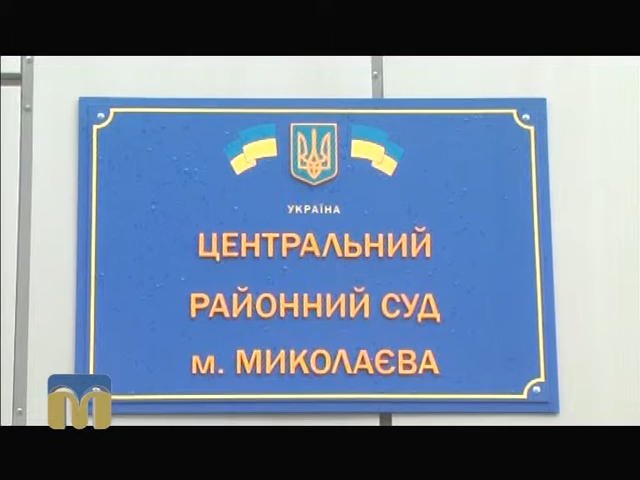 УКРАЇНА
ЦЕНТРАЛЬНИЙ
РАЙОННИЙ СУД
м. МИКОЛАЄВА
M